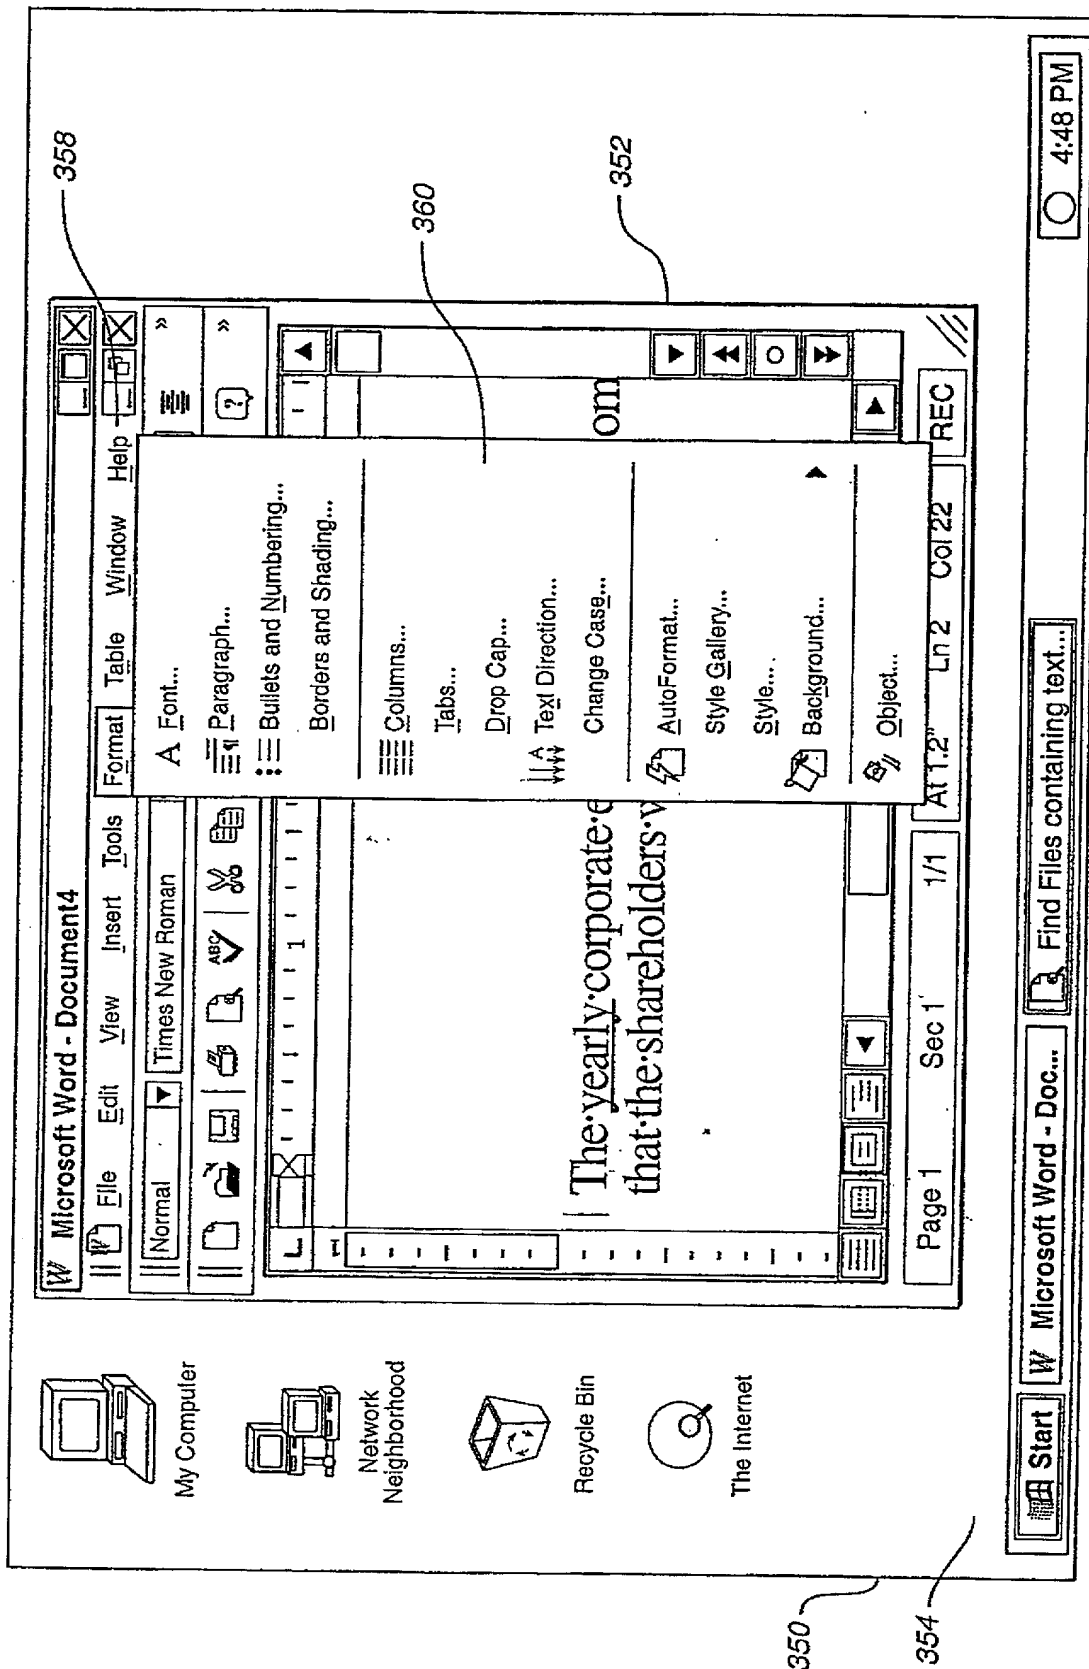 W Microsoft Word - Document4
File Edit View Insert Tools Format Table Window Help
Normal Times New Roman
ABC
?
L 1
A Font...
Paragraph...
Bullets and Numbering...
Borders and Shading...
Columns...
Tabs...
Drop Cap...
A Text Direction...
Change Case...
AutoFormat...
Style Gallery...
Style...
Background...
Object...
The·yearly·corporate·e om
that·the·shareholders·v
Page 1 Sec 1 1/1 At 1.2" Ln 2 Col 22 REC
My Computer
Network
Neighborhood
Recycle Bin
The Internet
Start W Microsoft Word - Doc... Find Files containing text... 4:48 PM
358
360
352
350
354